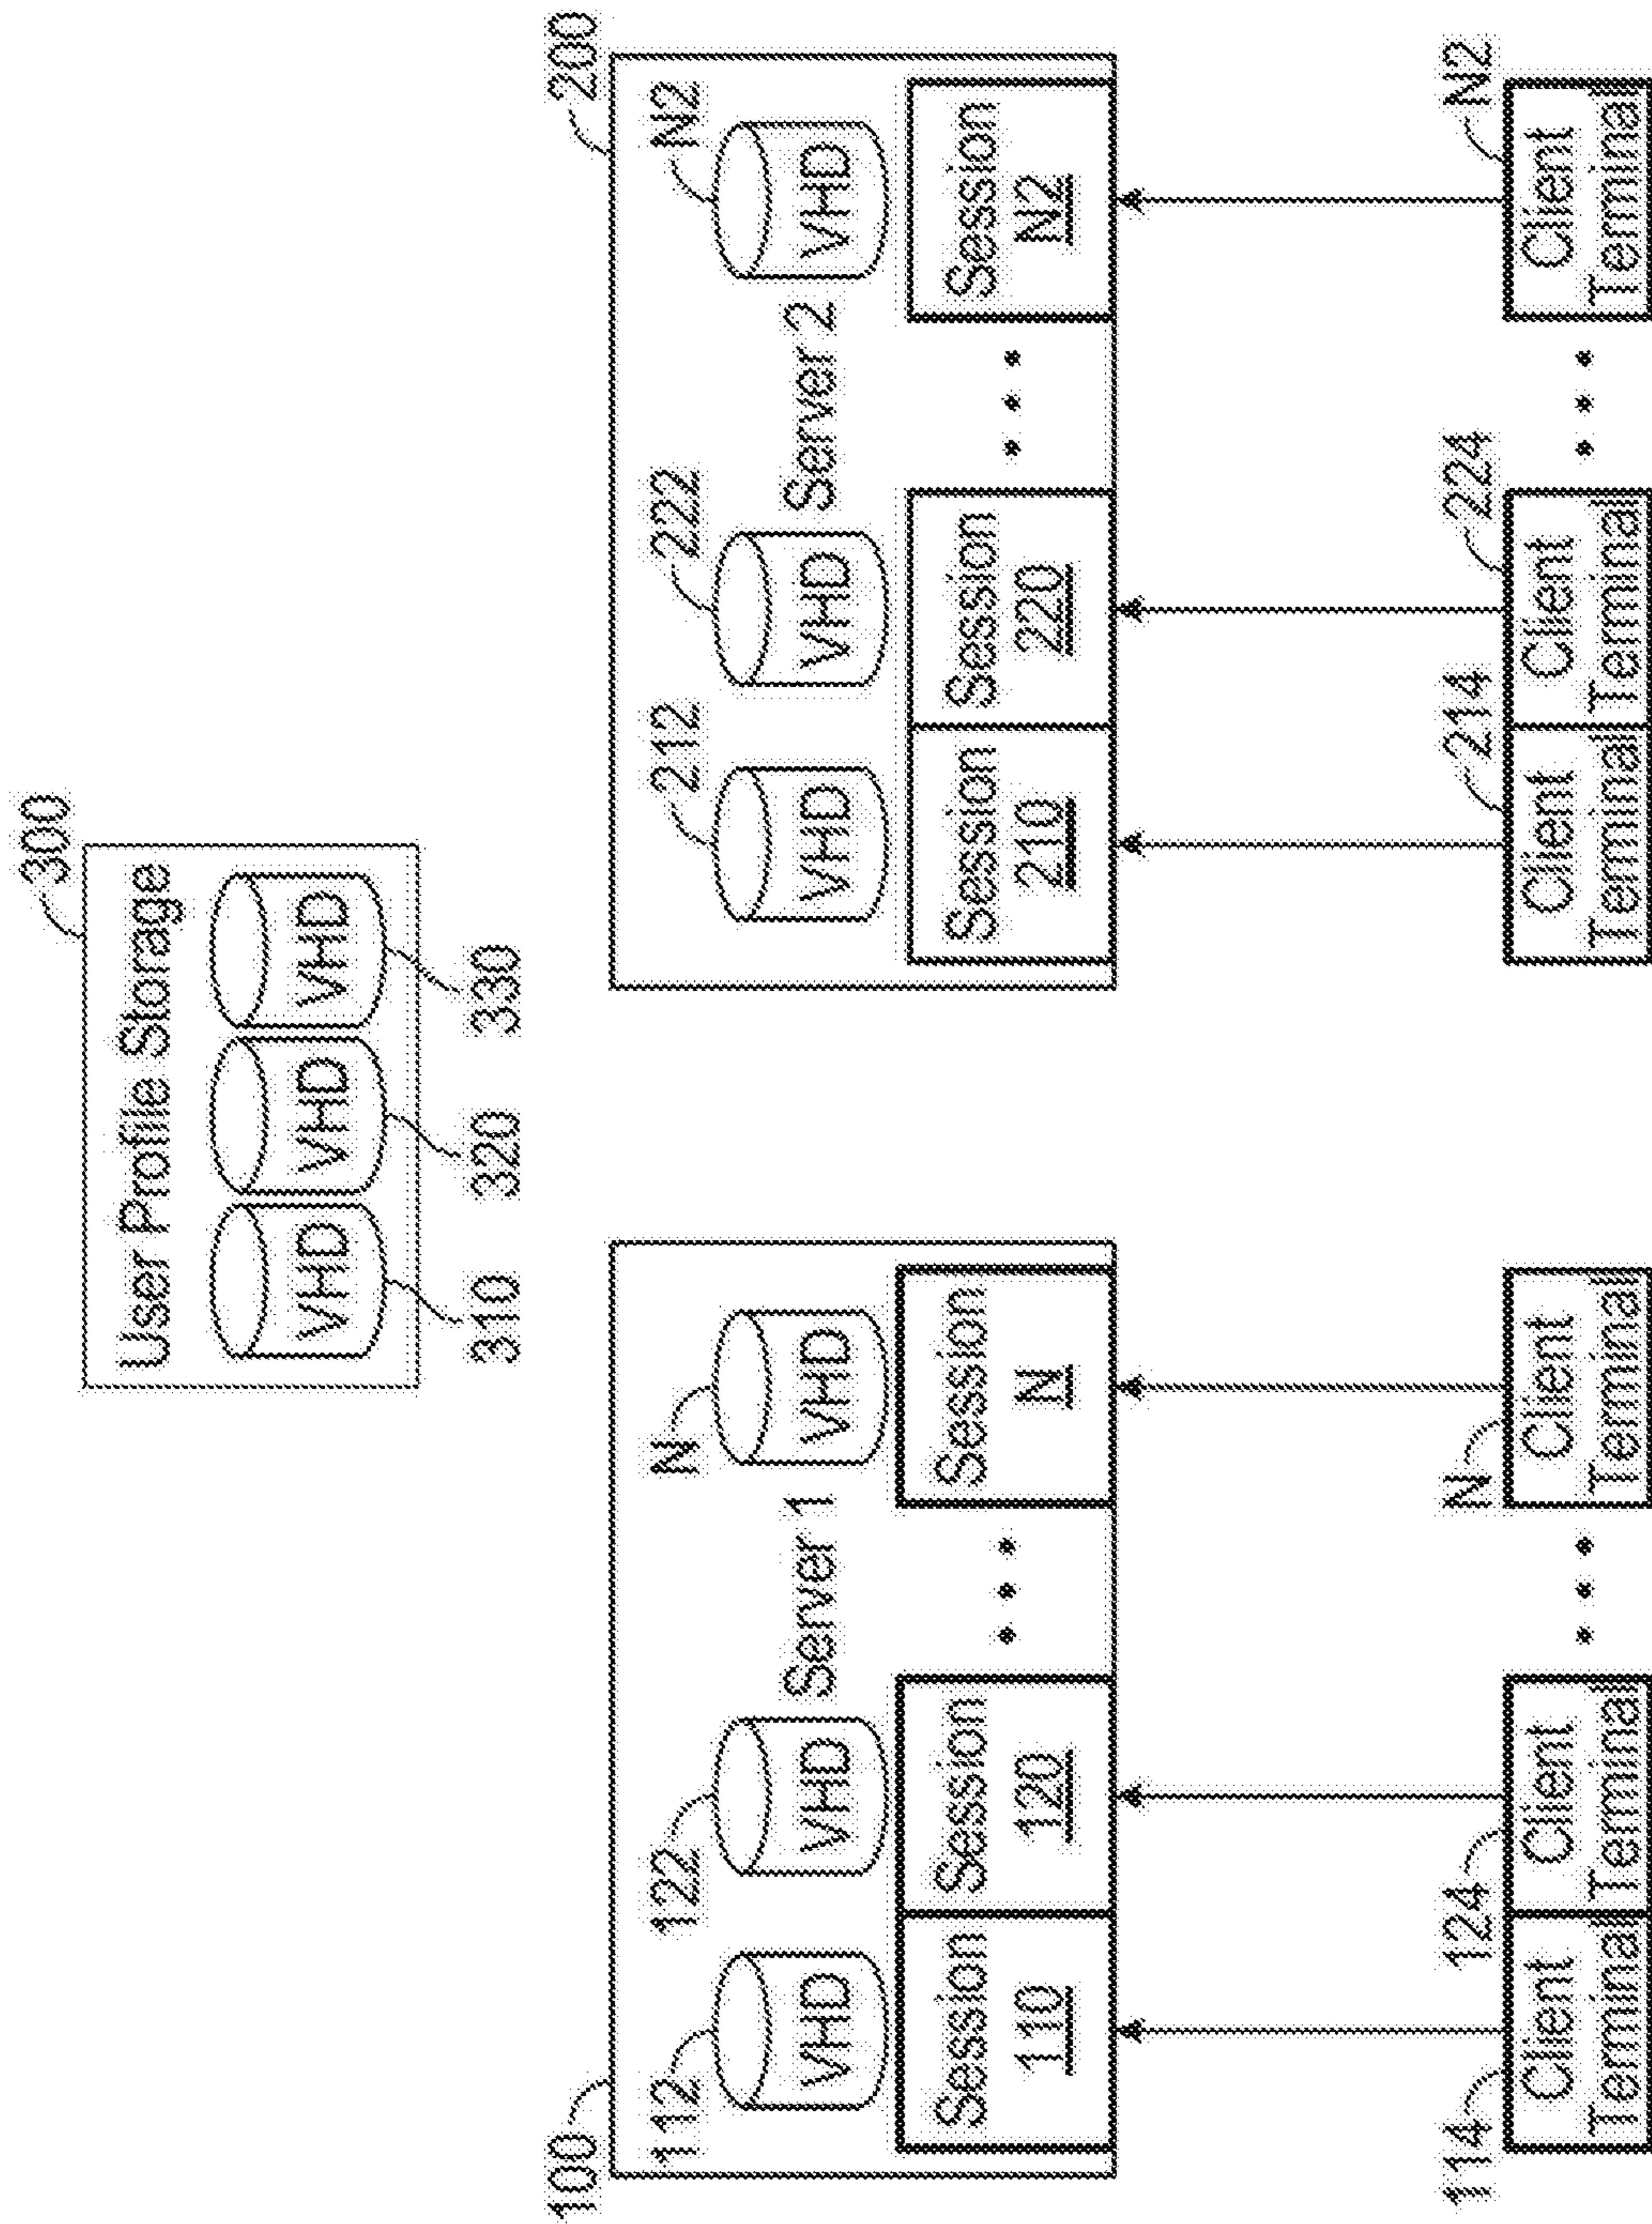 300
User Profile Storage
VHD VHD VHD
310 320 330
100 200
112 122 N 212 222 N2
VHD VHD Server 1 VHD VHD VHD Server 2 VHD
Session Session ... Session Session Session ... Session
110 120 N 210 220 N2
114 124 N 214 224 N2
Client Client ... Client Client Client ... Client
Terminal Terminal Terminal Terminal Terminal Terminal